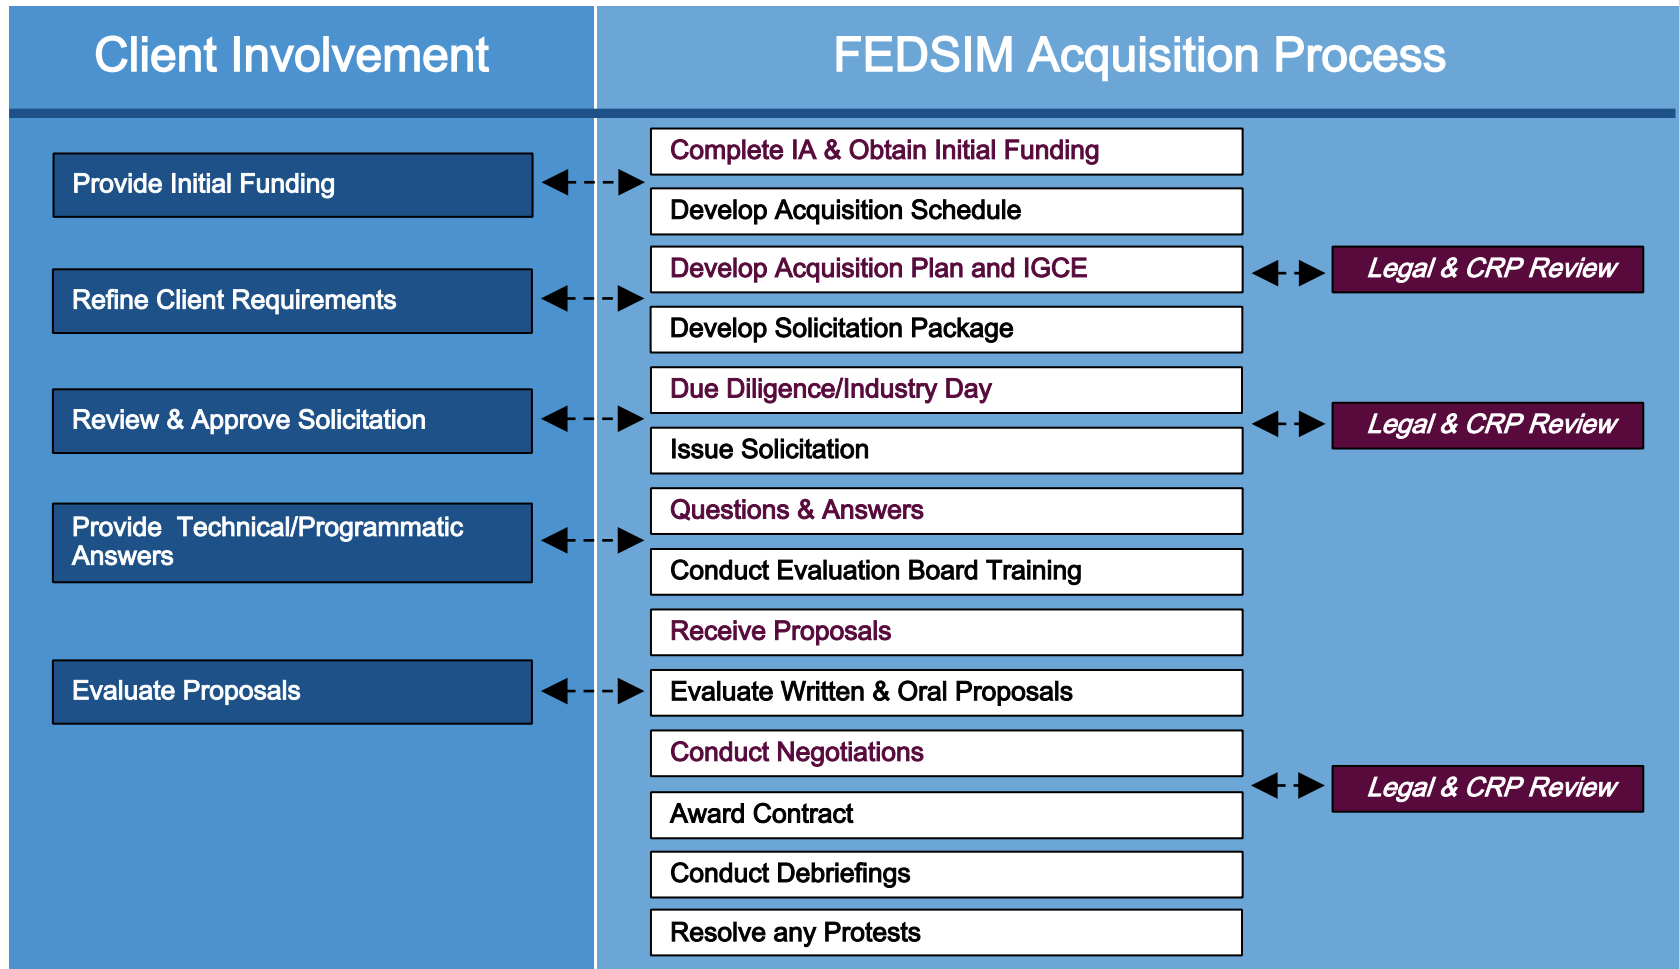 Client Involvement
FEDSIM Acquisition Process
Complete IA & Obtain Initial Funding
Provide Initial Funding
Develop Acquisition Schedule
Develop Acquisition Plan and IGCE
Legal & CRP Review
Refine Client Requirements
Develop Solicitation Package
Due Diligence/Industry Day
Review & Approve Solicitation
Legal & CRP Review
Issue Solicitation
Questions & Answers
Provide  Technical/Programmatic
Answers
Conduct Evaluation Board Training
Receive Proposals
Evaluate Proposals
Evaluate Written & Oral Proposals
Conduct Negotiations
Legal & CRP Review
Award Contract
Conduct Debriefings
Resolve any Protests